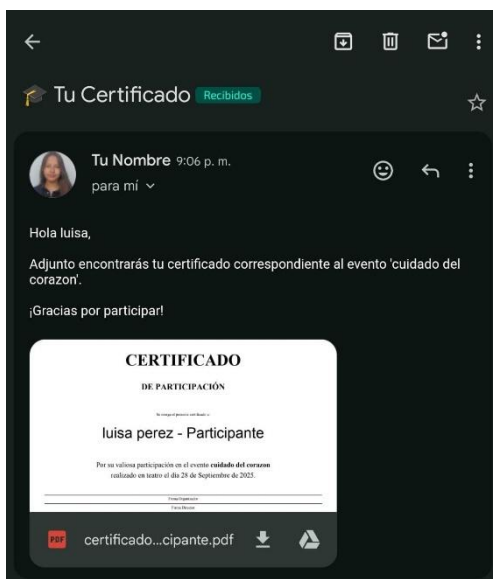 🎓 Tu Certificado Recibidos
Tu Nombre 9:06 p. m.
para mí
Hola luisa,
Adjunto encontrarás tu certificado correspondiente al evento 'cuidado del
corazon'.
¡Gracias por participar!
CERTIFICADO
DE PARTICIPACIÓN
luisa perez - Participante
Por su valiosa participación en el evento cuidado del corazon
realizado en teatro el día 28 de Septiembre de 2025.
PDF certificado...cipante.pdf